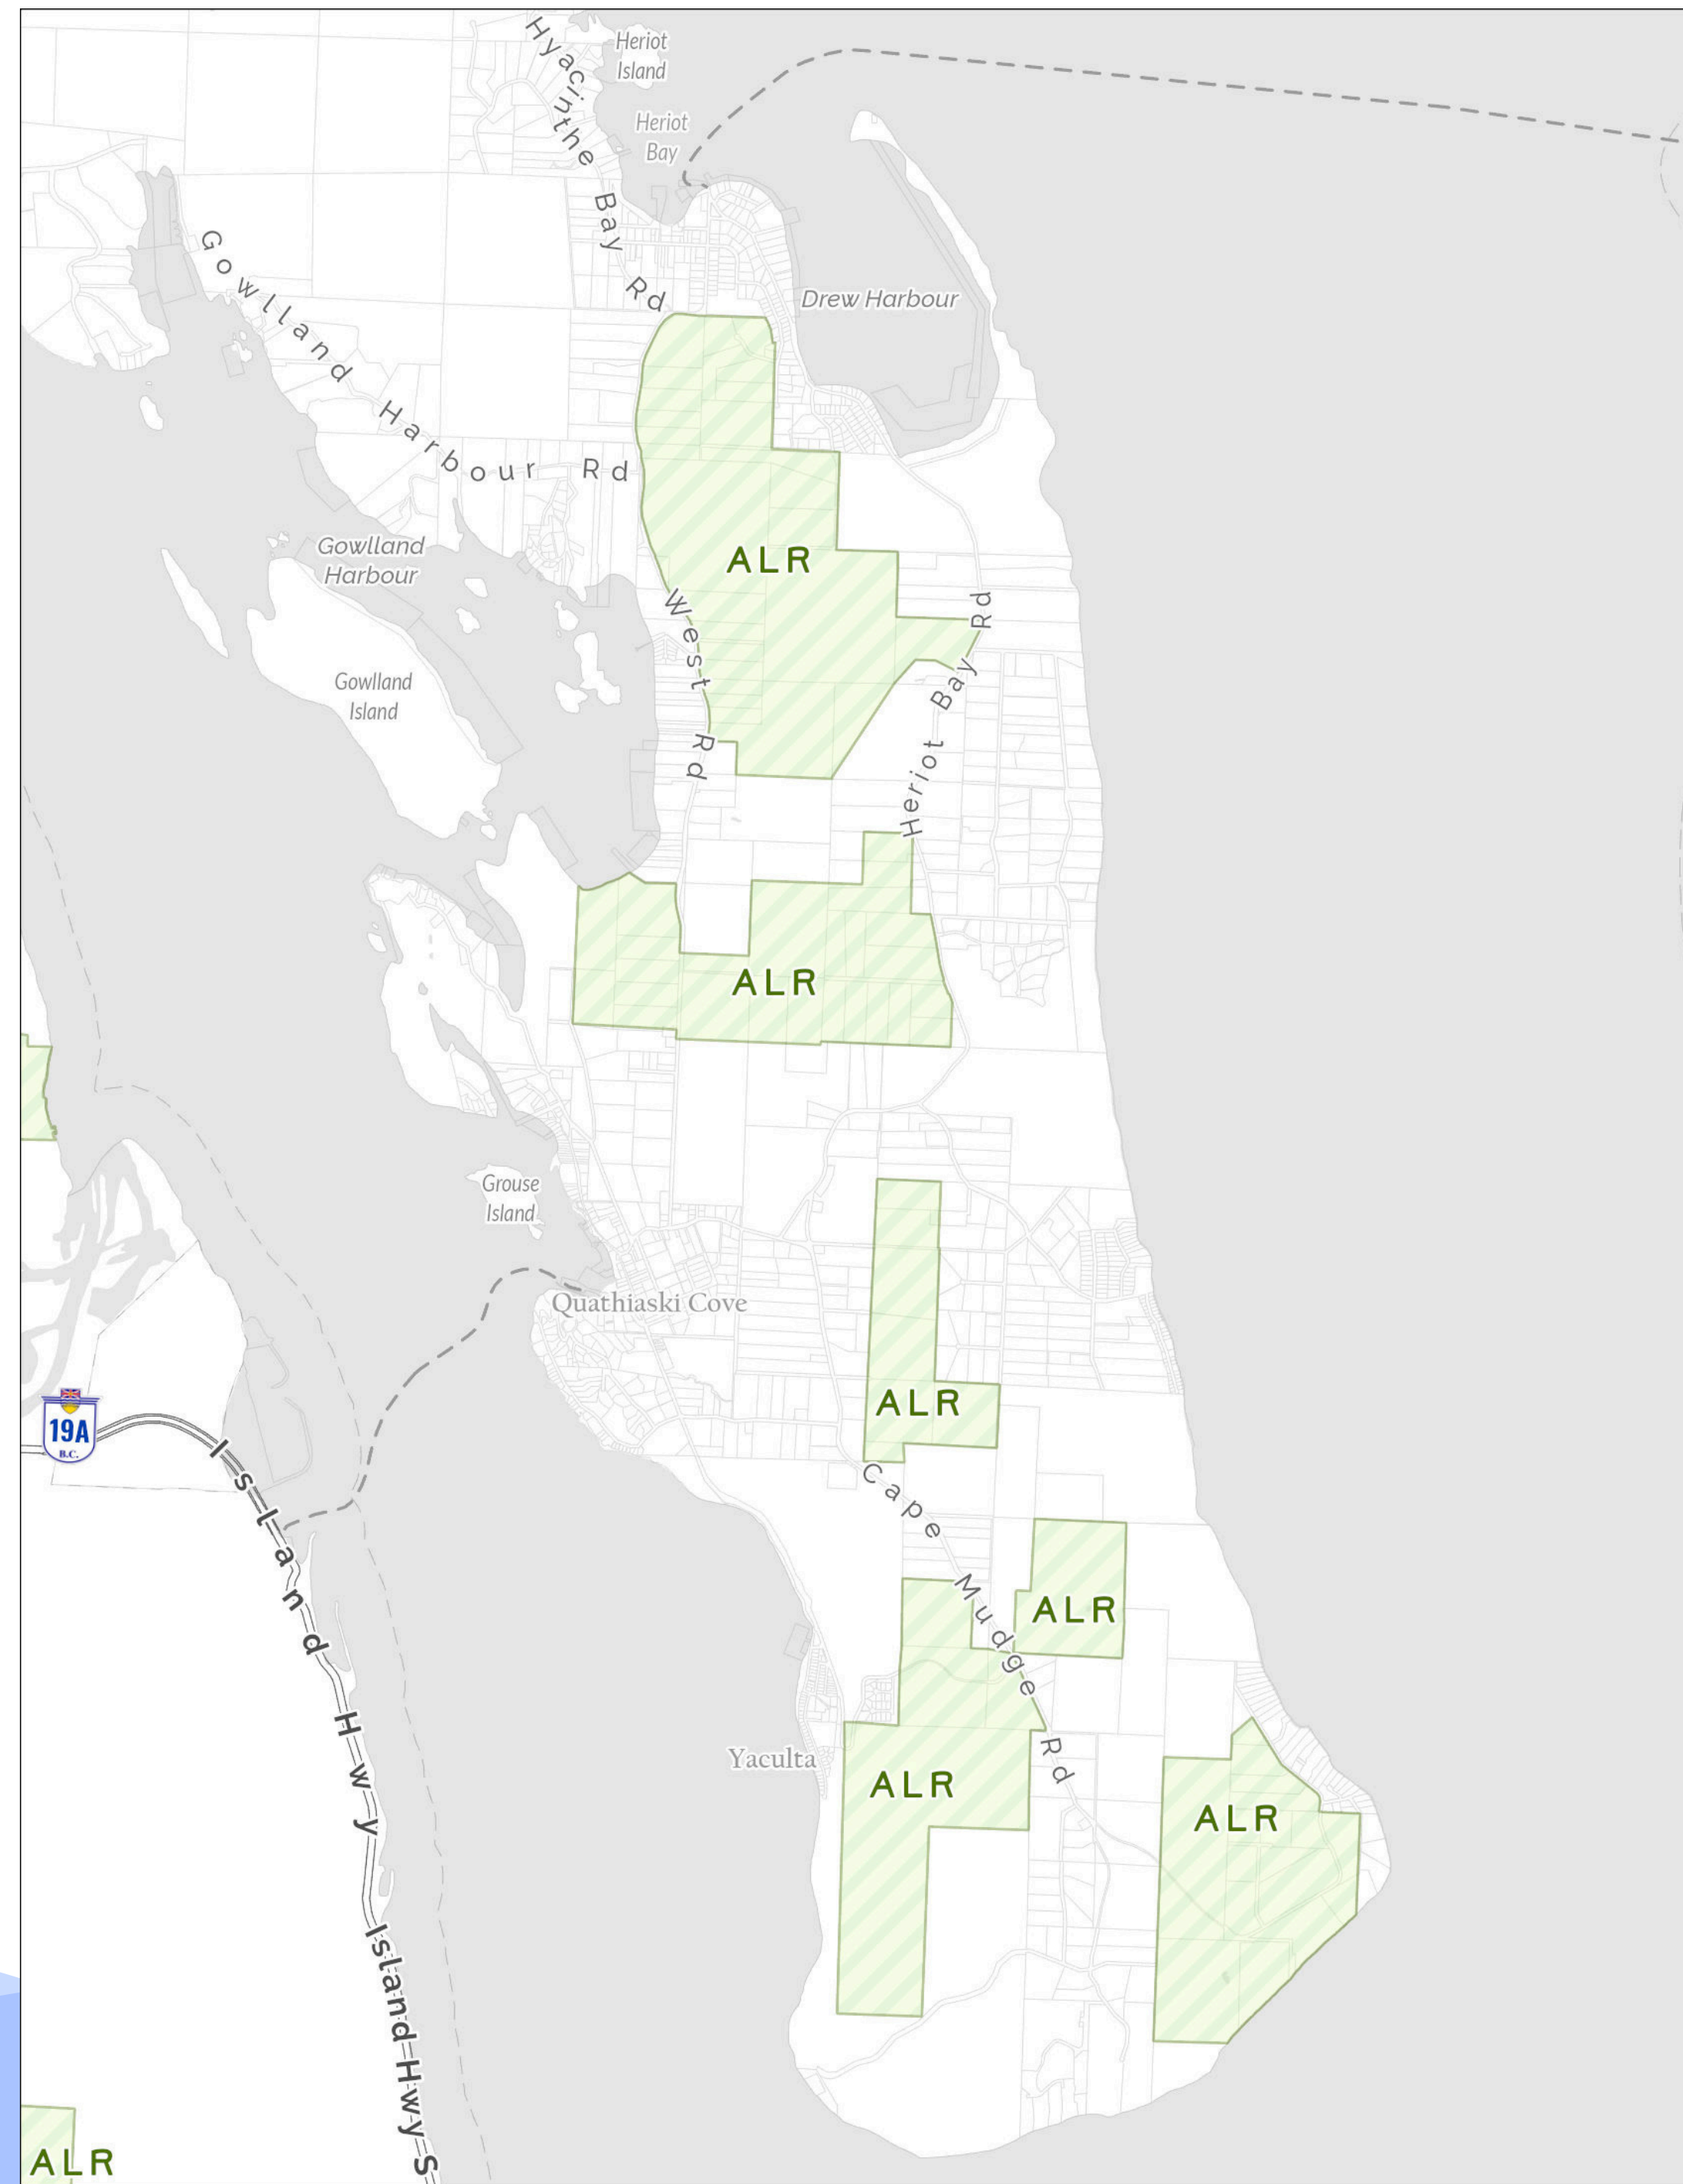 Heriot
Island
Hyacinthe Bay Rd
Heriot
Bay
Gowlland Harbour Rd
Drew Harbour
Gowlland
Harbour
ALR
West Rd
Heriot Bay Rd
Gowlland
Island
ALR
Grouse
Island
Quathiaski Cove
ALR
19A
B.C.
Island Hwy
Cape Mudge Rd
ALR
Yaculta
ALR
ALR
Island Hwy S
ALR